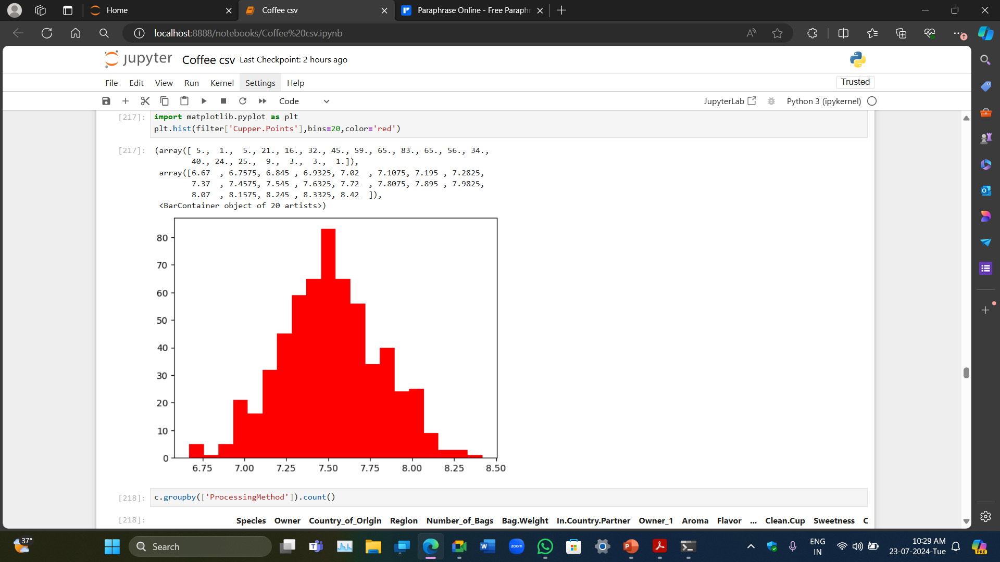 Home
Coffee csv
Paraphrase Online - Free Paraphr
localhost:8888/notebooks/Coffee%20csv.ipynb
jupyter Coffee csv Last Checkpoint: 2 hours ago
File Edit View Run Kernel Settings Help
Trusted
Code
JupyterLab
Python 3 (ipykernel)
[217]: import matplotlib.pyplot as plt
plt.hist(filter['Cupper.Points'],bins=20,color='red')
[217]: (array([ 5.,  1.,  5., 21., 16., 32., 45., 59., 65., 83., 65., 56., 34.,
40., 24., 25.,  9.,  3.,  3.,  1.]),
array([6.67  , 6.7575, 6.845 , 6.9325, 7.02  , 7.1075, 7.195 , 7.2825,
7.37  , 7.4575, 7.545 , 7.6325, 7.72  , 7.8075, 7.895 , 7.9825,
8.07  , 8.1575, 8.245 , 8.3325, 8.42  ]),
<BarContainer object of 20 artists>)
80
70
60
50
40
30
20
10
0
6.75 7.00 7.25 7.50 7.75 8.00 8.25 8.50
[218]: c.groupby(['ProcessingMethod']).count()
[218]: Species Owner Country_of_Origin Region Number_of_Bags Bag.Weight In.Country.Partner Owner_1 Aroma Flavor ... Clean.Cup Sweetness C
37°
Search
zoom
ENG
IN
10:29 AM
23-07-2024-Tue
PRE